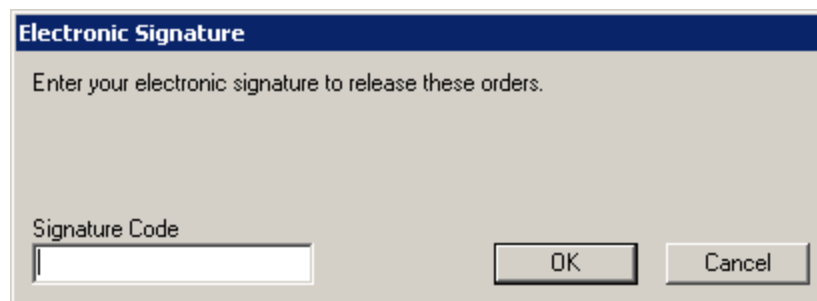 Electronic Signature
Enter your electronic signature to release these orders.
Signature Code
OK
Cancel